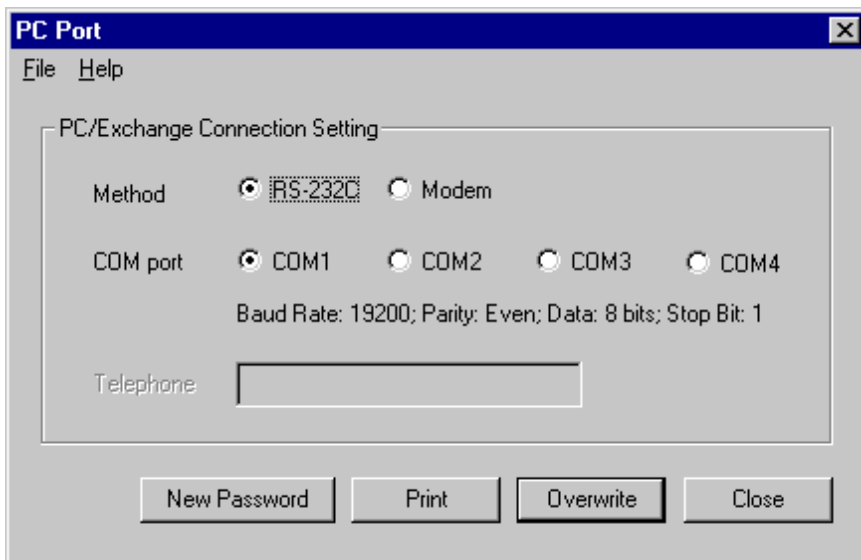 PC Port
File Help
PC/Exchange Connection Setting
Method RS-232C Modem
COM port COM1 COM2 COM3 COM4
Baud Rate: 19200; Parity: Even; Data: 8 bits; Stop Bit: 1
Telephone
New Password Print Overwrite Close